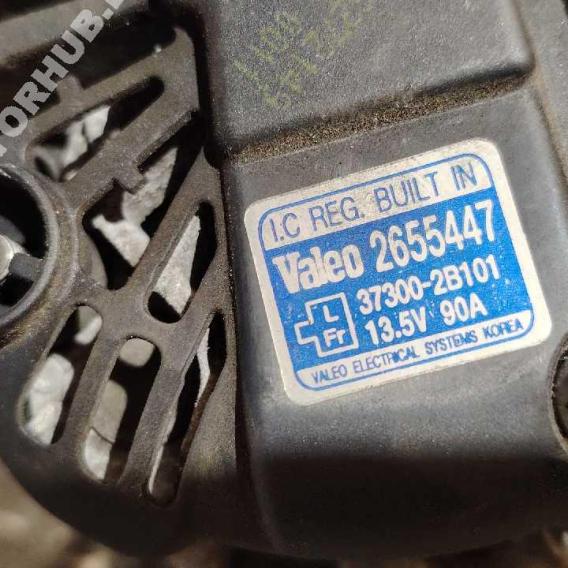 I.C REG. BUILT IN
Valeo 2655447
37300-2B101
L
Fr
13.5V 90A
VALEO ELECTRICAL SYSTEMS KOREA